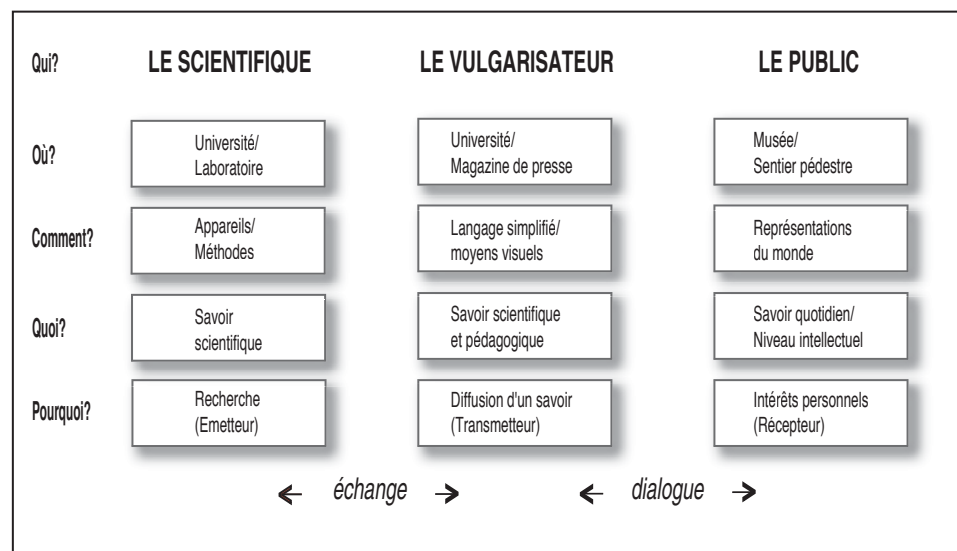 Qui?
LE SCIENTIFIQUE
LE VULGARISATEUR
LE PUBLIC
Où?
Université/
Laboratoire
Université/
Magazine de presse
Musée/
Sentier pédestre
Comment?
Appareils/
Méthodes
Langage simplifié/
moyens visuels
Représentations
du monde
Quoi?
Savoir
scientifique
Savoir scientifique
et pédagogique
Savoir quotidien/
Niveau intellectuel
Pourquoi?
Recherche
(Emetteur)
Diffusion d'un savoir
(Transmetteur)
Intérêts personnels
(Récepteur)
échange
dialogue